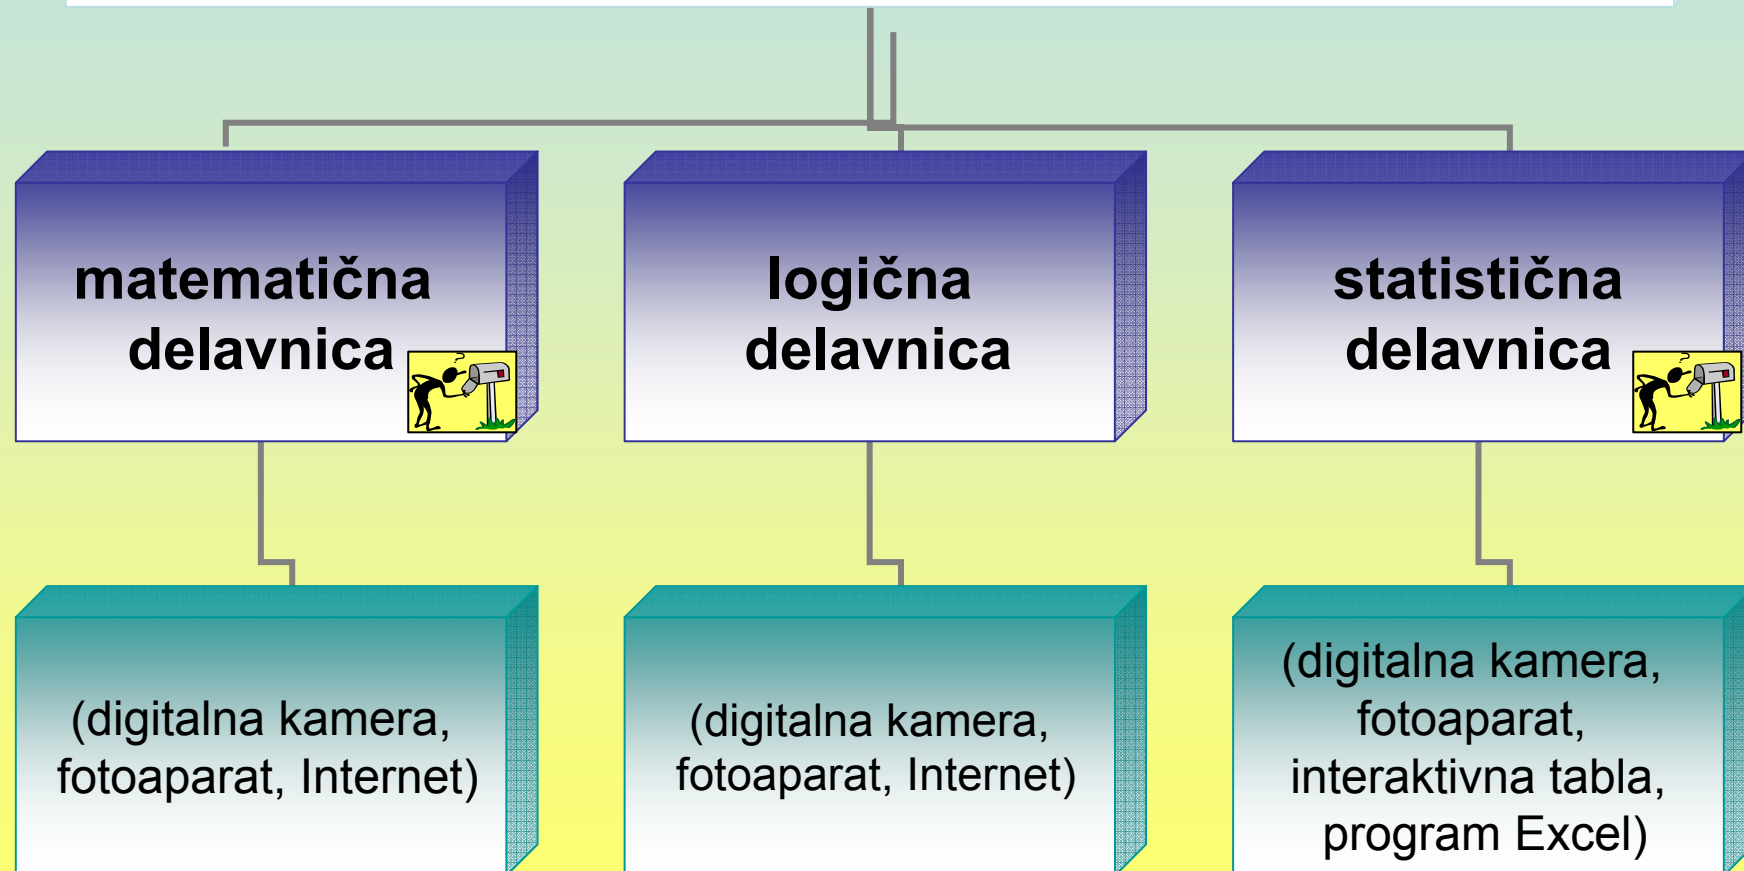 matematična
delavnica
logična
delavnica
statistična
delavnica
(digitalna kamera,
fotoaparat, Internet)
(digitalna kamera,
fotoaparat, Internet)
(digitalna kamera,
fotoaparat,
interaktivna tabla,
program Excel)